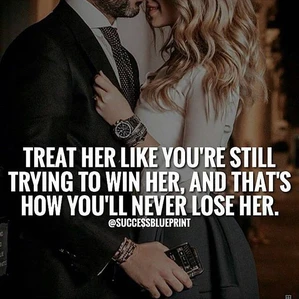 TREAT HER LIKE YOU'RE STILL
TRYING TO WIN HER, AND THAT'S
HOW YOU'LL NEVER LOSE HER.
@SUCCESSBLUEPRINT